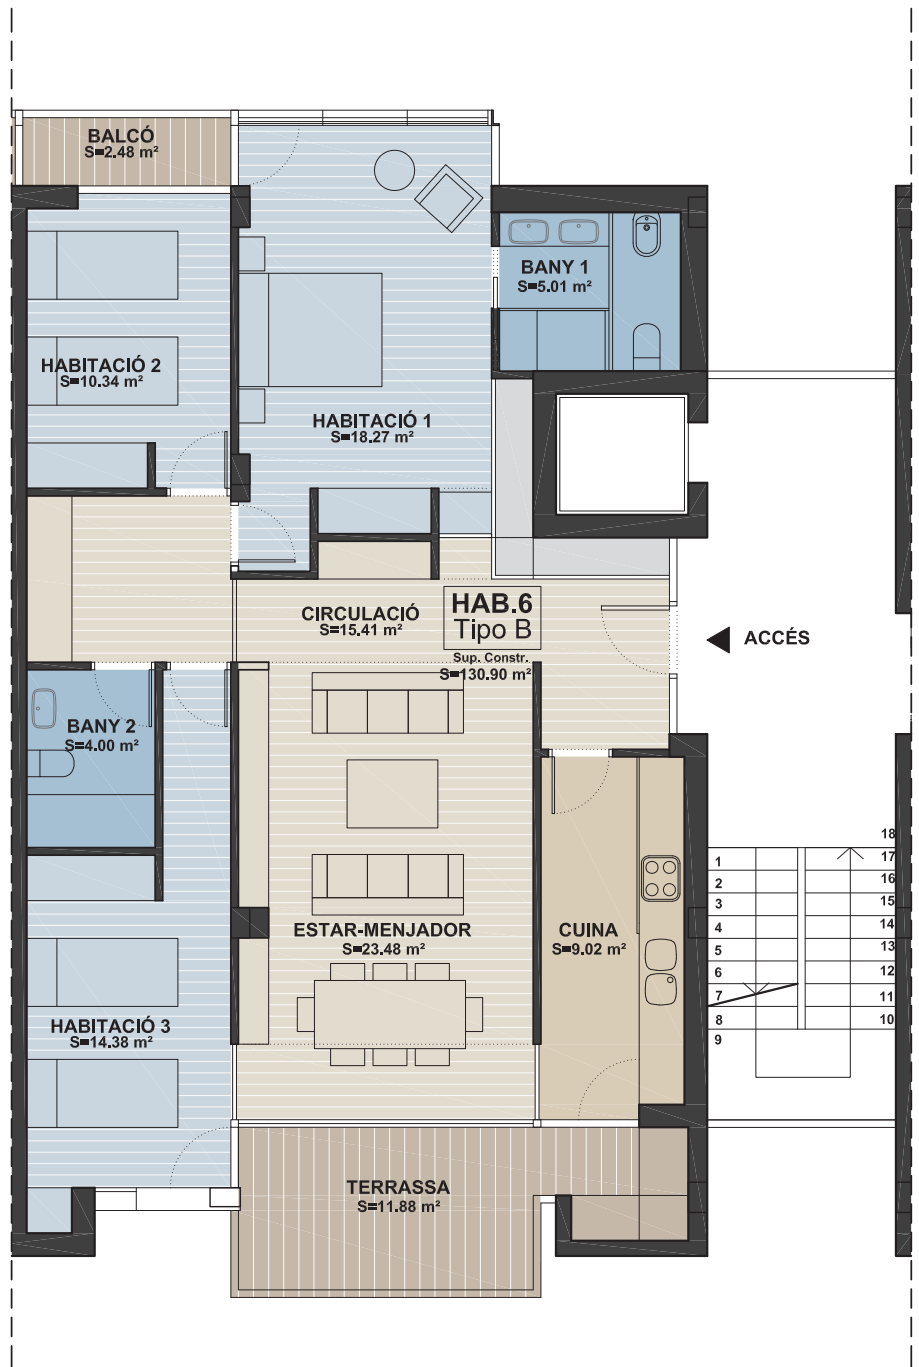 BALCÓ
S=2.48 m²
BANY 1
S=5.01 m²
HABITACIÓ 2
S=10.34 m²
HABITACIÓ 1
S=18.27 m²
HAB.6
Tipo B
CIRCULACIÓ
S=15.41 m²
Sup. Constr.
S=130.90 m²
ACCÉS
BANY 2
S=4.00 m²
ESTAR-MENJADOR
S=23.48 m²
CUINA
S=9.02 m²
HABITACIÓ 3
S=14.38 m²
TERRASSA
S=11.88 m²
1
2
3
4
5
6
7
8
9
18
17
16
15
14
13
12
11
10